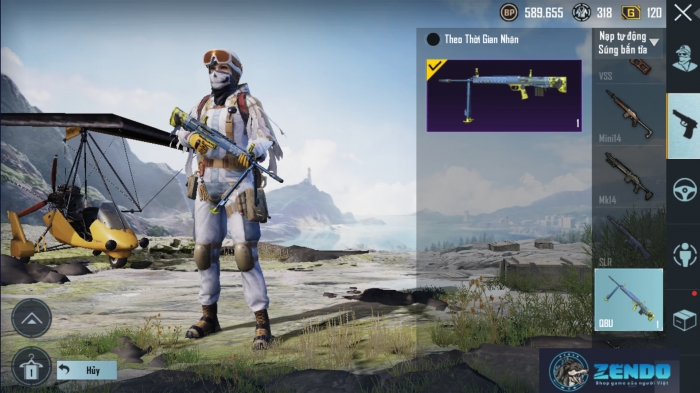 BP 589.655 318 G 120
Theo Thời Gian Nhận
Nạp tự động
Súng bắn tỉa
1
VSS
Mini14
Mk14
SLR
QBU 1
1
Hủy
ZENDO
Shop game của người Việt